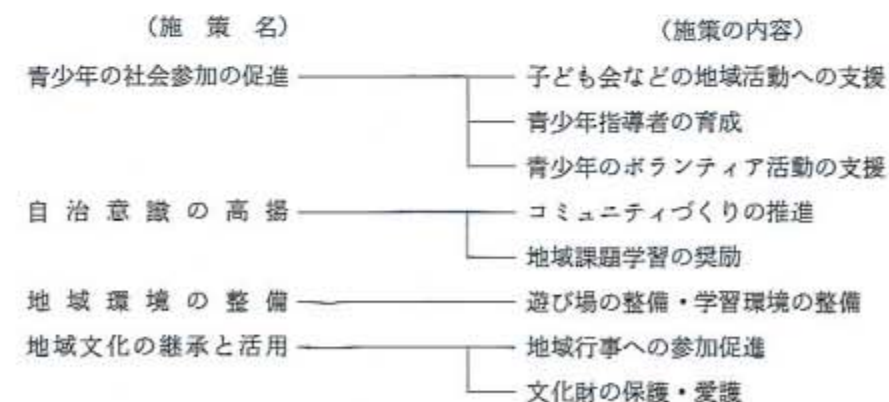 （施策名） （施策の内容）
青少年の社会参加の促進 子ども会などの地域活動への支援
青少年指導者の育成
青少年のボランティア活動の支援
自治意識の高揚 コミュニティづくりの推進
地域課題学習の奨励
地域環境の整備 遊び場の整備・学習環境の整備
地域文化の継承と活用 地域行事への参加促進
文化財の保護・愛護